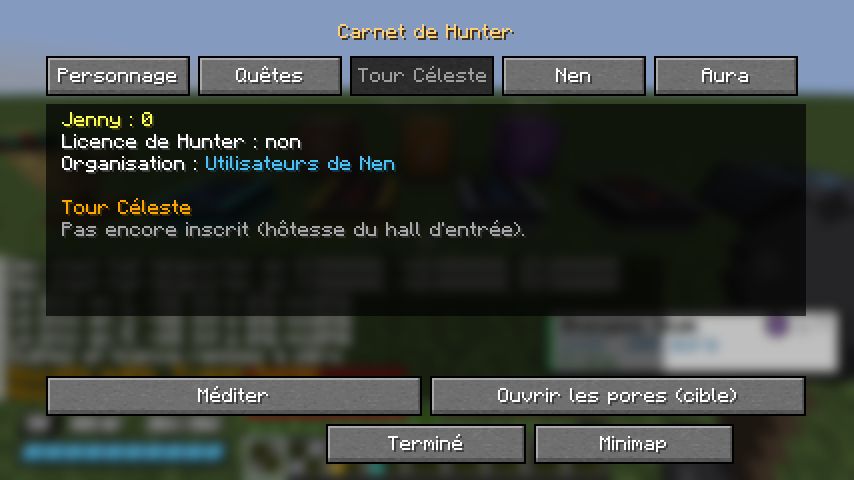 Carnet de Hunter
Personnage
Quêtes
Tour Céleste
Nen
Aura
Jenny : 0
Licence de Hunter : non
Organisation : Utilisateurs de Nen
Tour Céleste
Pas encore inscrit (hôtesse du hall d'entrée).
Méditer
Ouvrir les pores (cible)
Terminé
Minimap